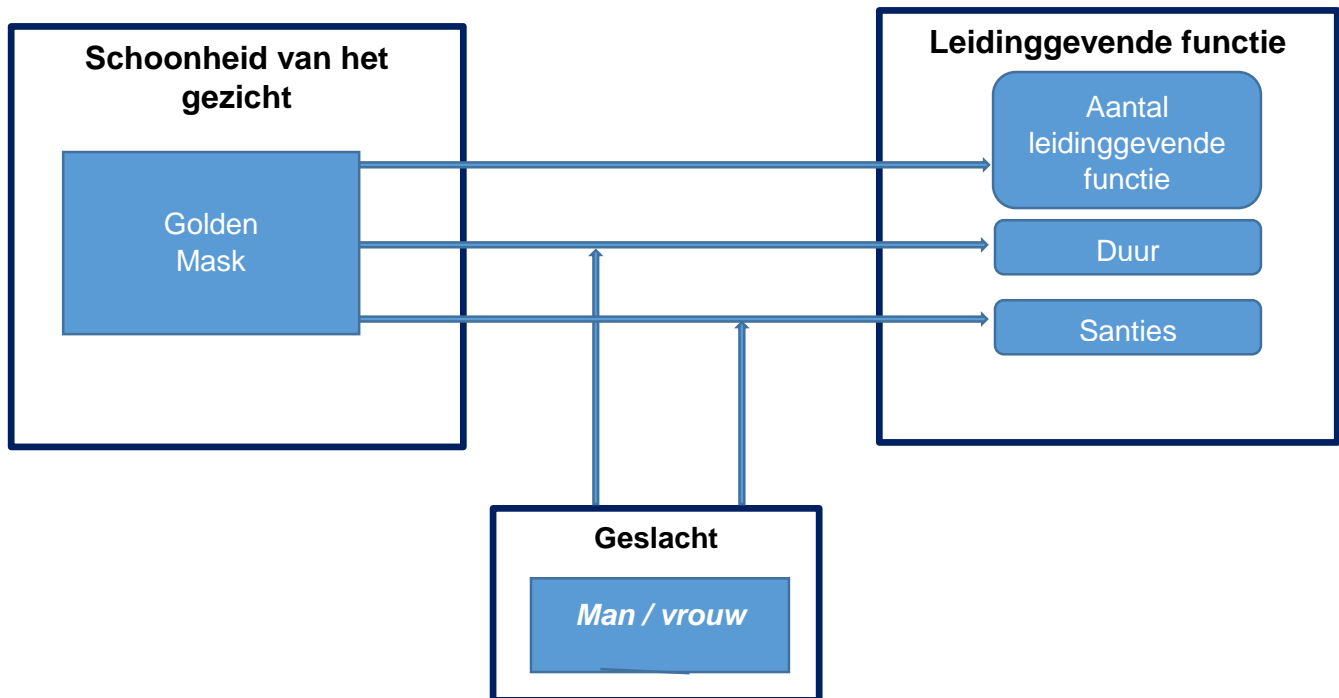 Schoonheid van het
gezicht
Golden
Mask
Leidinggevende functie
Aantal
leidinggevende
functie
Duur
Santies
Geslacht
Man / vrouw